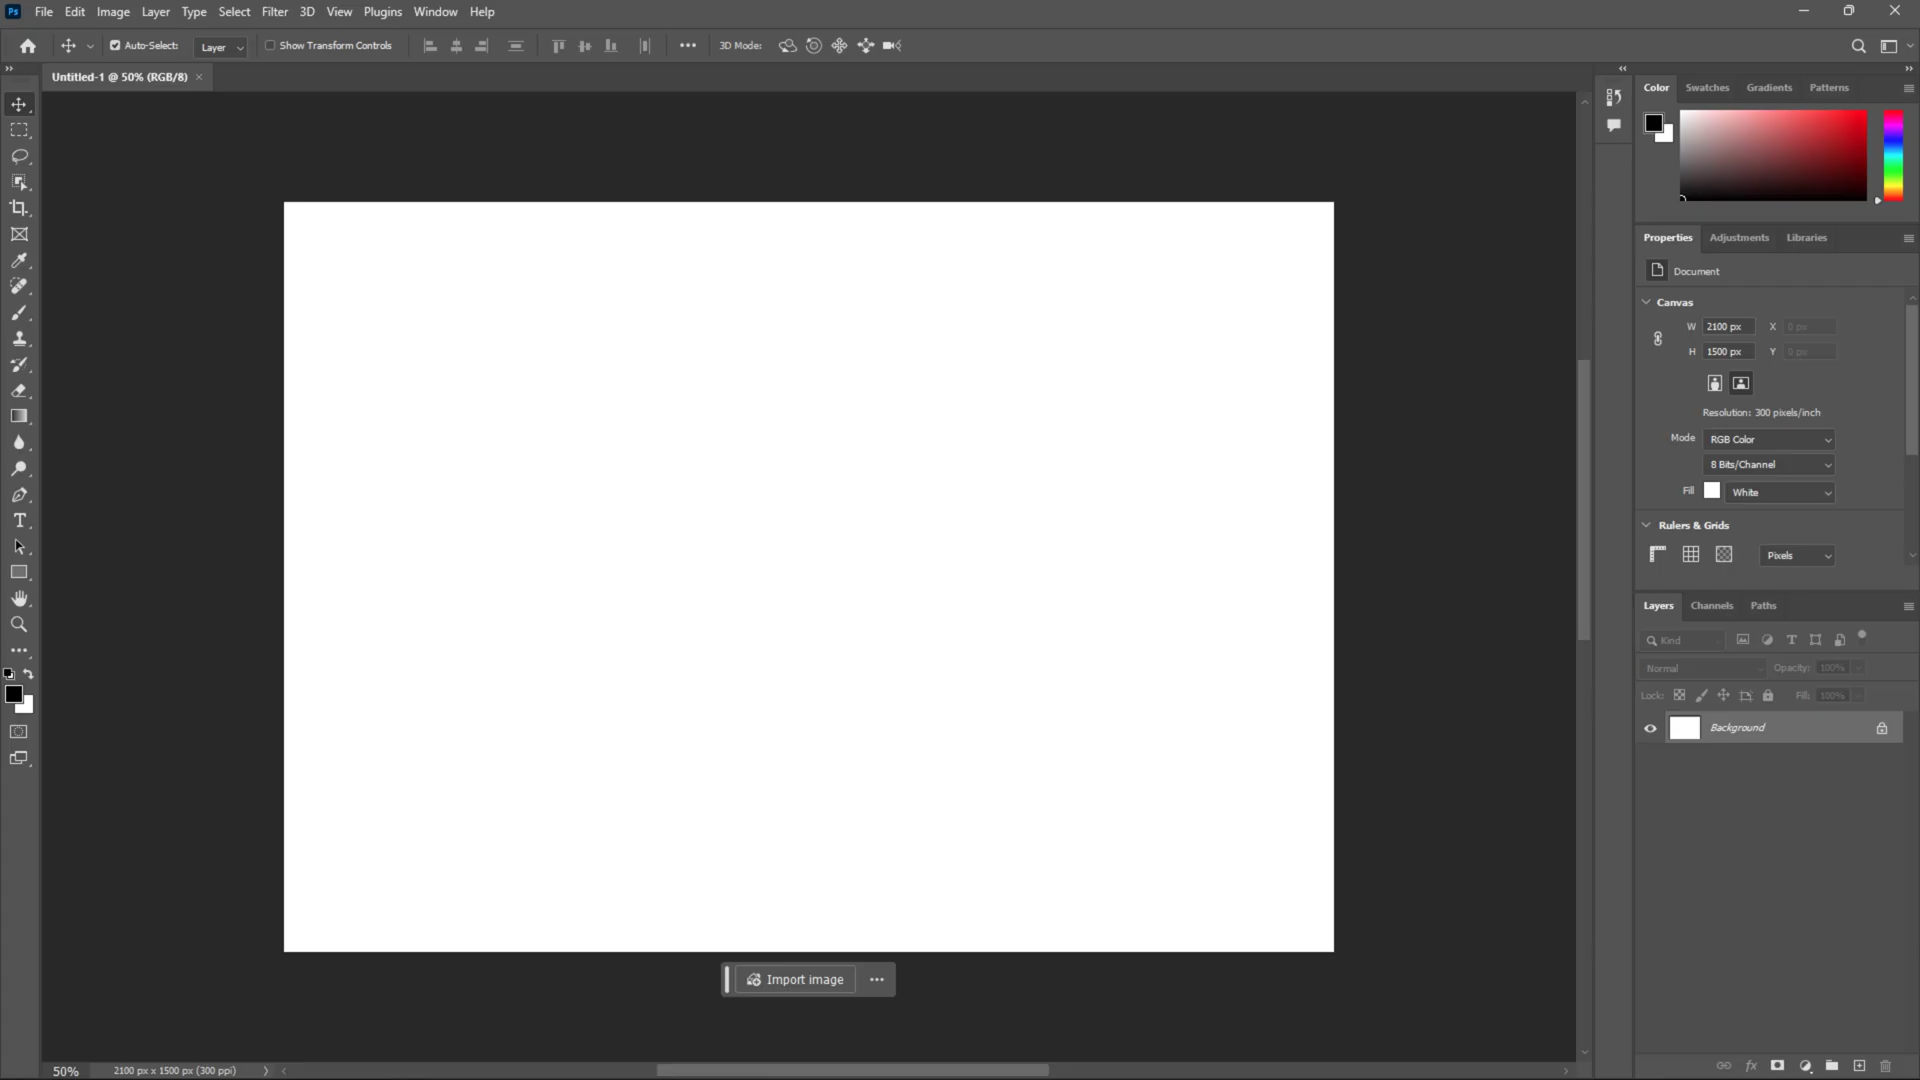 Ps File Edit Image Layer Type Select Filter 3D View Plugins Window Help
Auto-Select: Layer Show Transform Controls 3D Mode:
Untitled-1 @ 50% (RGB/8)
Color Swatches Gradients Patterns
Properties Adjustments Libraries
Document
Canvas
W 2100 px X 0 px
H 1500 px Y 0 px
Resolution: 300 pixels/inch
Mode RGB Color
8 Bits/Channel
Fill White
Rulers & Grids
Pixels
Layers Channels Paths
Kind
Normal Opacity: 100%
Lock: Fill: 100%
Background
Import image
50% 2100 px x 1500 px (300 ppi)